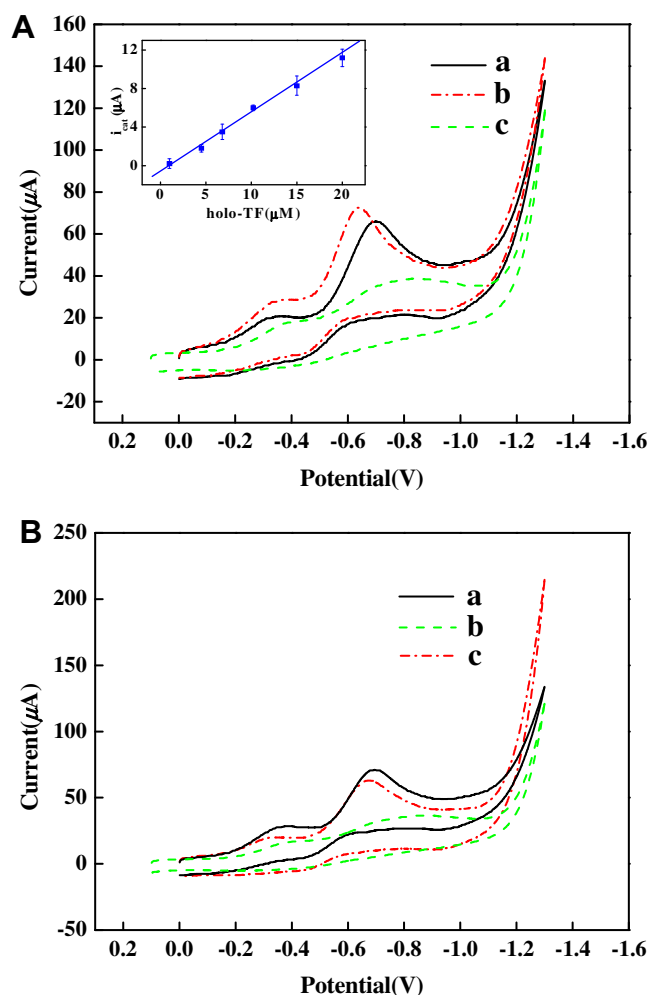 A
160
140
120
100
80
60
40
20
0
-20
Current(μA)
0.2 0.0 -0.2 -0.4 -0.6 -0.8 -1.0 -1.2 -1.4 -1.6
Potential(V)
a
b
c
12
8
4
0
i_cat (μA)
0 5 10 15 20
holo-TF(μM)
B
250
200
150
100
50
0
-50
Current(μA)
0.2 0.0 -0.2 -0.4 -0.6 -0.8 -1.0 -1.2 -1.4 -1.6
Potential(V)
a
b
c